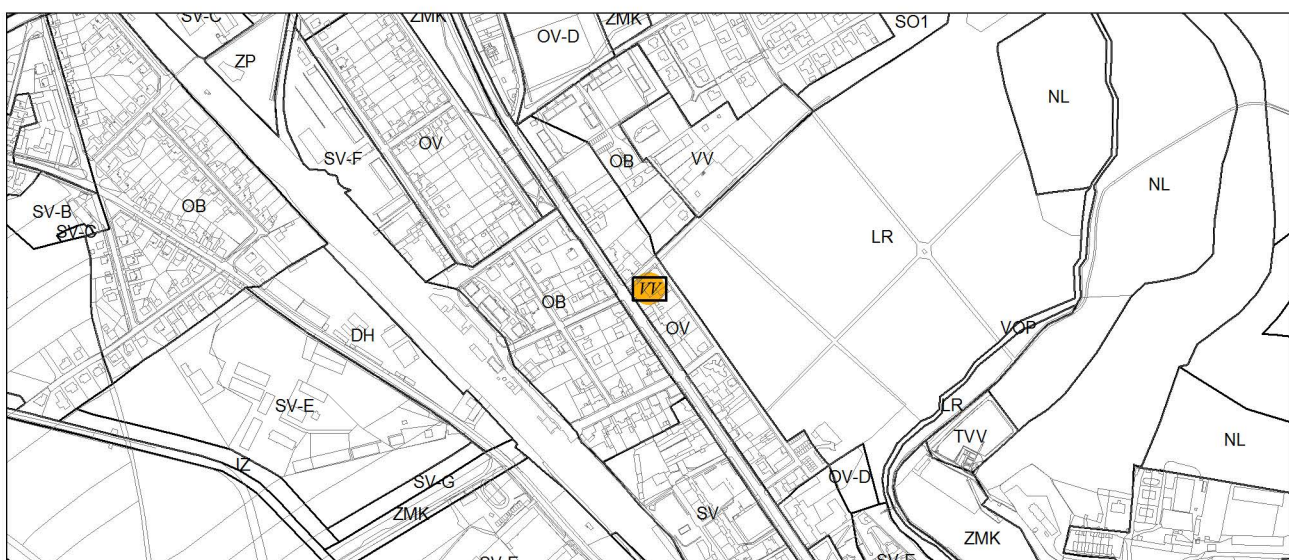 SV-C
ZMK
OV-D
ZMK
SO1
ZP
NL
OV
SV-F
OB
VV
NL
SV-B
OB
SV-C
LR
VV
OB
OV
VOP
DH
SV-E
LR
TVV
NL
IZ
SV-G
OV-D
ZMK
SV
ZMK